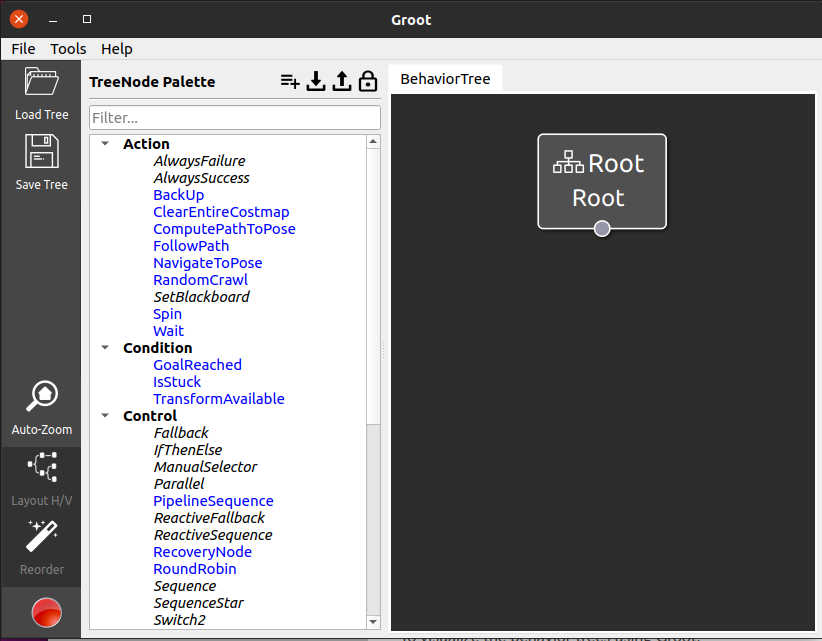 Groot
File Tools Help
Load Tree
Save Tree
Auto-Zoom
Layout H/V
Reorder
TreeNode Palette
Filter...
Action
AlwaysFailure
AlwaysSuccess
BackUp
ClearEntireCostmap
ComputePathToPose
FollowPath
NavigateToPose
RandomCrawl
SetBlackboard
Spin
Wait
Condition
GoalReached
IsStuck
TransformAvailable
Control
Fallback
IfThenElse
ManualSelector
Parallel
PipelineSequence
ReactiveFallback
ReactiveSequence
RecoveryNode
RoundRobin
Sequence
SequenceStar
Switch2
BehaviorTree
Root
Root